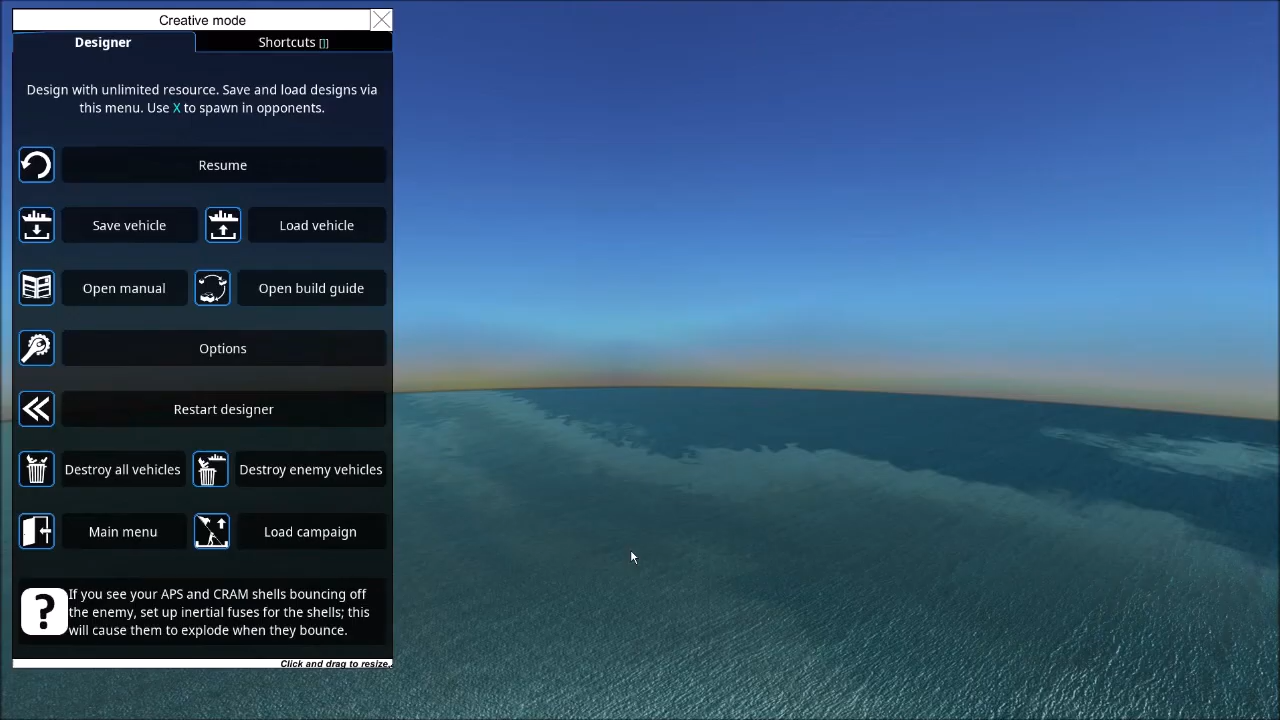 Creative mode
Designer
Shortcuts []
Design with unlimited resource. Save and load designs via
this menu. Use X to spawn in opponents.
Resume
Save vehicle
Load vehicle
Open manual
Open build guide
Options
Restart designer
Destroy all vehicles
Destroy enemy vehicles
Main menu
Load campaign
?
If you see your APS and CRAM shells bouncing off
the enemy, set up inertial fuses for the shells; this
will cause them to explode when they bounce.
Click and drag to resize.